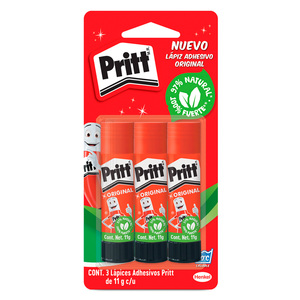 Pritt
NUEVO
LÁPIZ ADHESIVO
ORIGINAL
97% NATURAL*
100% FUERTE
Pritt
Pritt
Pritt
ORIGINAL
ORIGINAL
ORIGINAL
Cont. Net. 11g
Cont. Net. 11g
Cont. Net. 11g
CONT. 3 Lápices Adhesivos Pritt
de 11 g c/u
Henkel